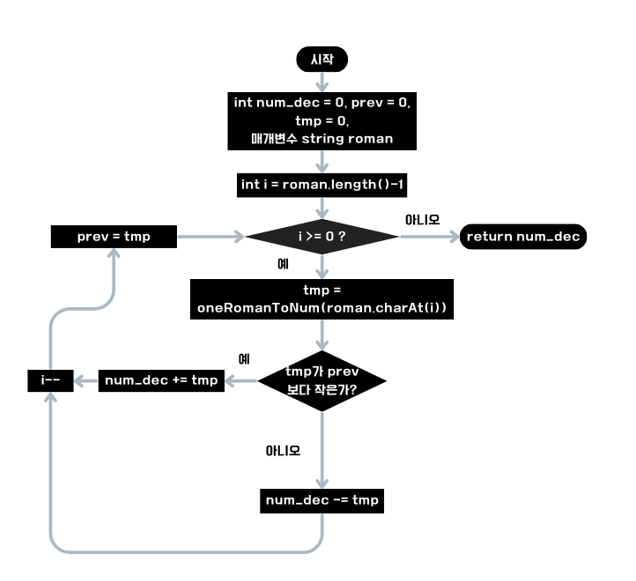 시작
int num_dec = 0, prev = 0,
tmp = 0,
매개변수 string roman
int i = roman.length()-1
아니오
prev = tmp
i >= 0 ?
return num_dec
예
tmp =
oneRomanToNum(roman.charAt(i))
예
tmp가 prev
보다 작은가?
i--
num_dec += tmp
아니오
num_dec -= tmp